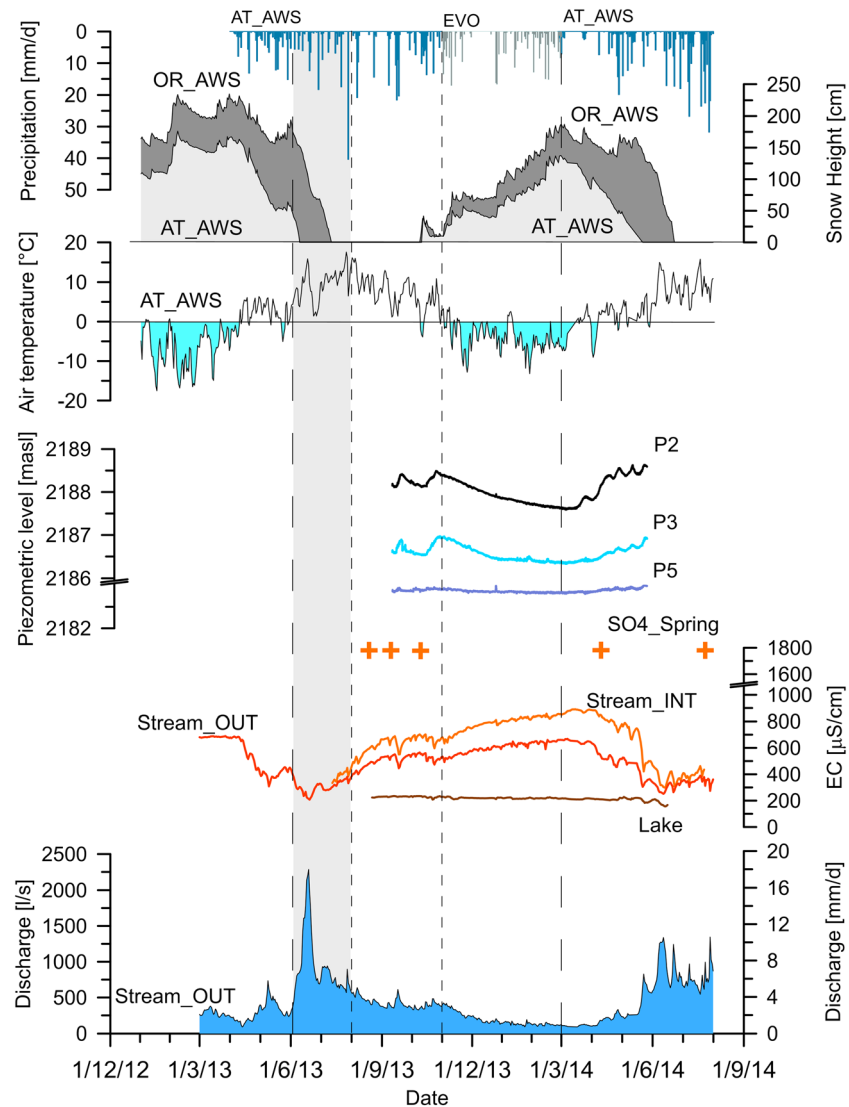 AT_AWS EVO AT_AWS
Precipitation [mm/d]
0
10
20
30
40
50
OR_AWS
OR_AWS
AT_AWS
AT_AWS
250
200
150
100
50
0
Snow Height [cm]
Air temperature [°C]
20
10
0
-10
-20
AT_AWS
Piezometric level [masl]
2189
2188
2187
2186
2182
P2
P3
P5
SO4_Spring
Stream_OUT
Stream_INT
Lake
1800
1600
1000
800
600
400
200
0
EC [µS/cm]
Discharge [l/s]
2500
2000
1500
1000
500
0
Stream_OUT
20
16
12
8
4
0
Discharge [mm/d]
1/12/12 1/3/13 1/6/13 1/9/13 1/12/13 1/3/14 1/6/14 1/9/14
Date